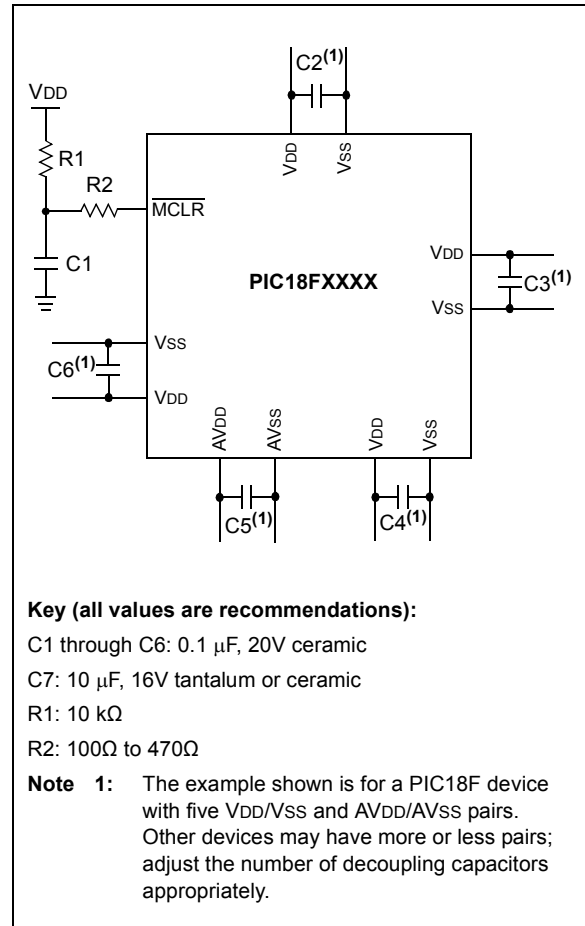 C2(1)
VDD
R1
R2
C1
VDD
VSS
MCLR
PIC18FXXXX
VDD
VSS
C3(1)
VSS
C6(1)
VDD
AVDD
AVSS
VDD
VSS
C5(1)
C4(1)
Key (all values are recommendations):
C1 through C6: 0.1 μF, 20V ceramic
C7: 10 μF, 16V tantalum or ceramic
R1: 10 kΩ
R2: 100Ω to 470Ω
Note 1: The example shown is for a PIC18F device
with five VDD/VSS and AVDD/AVSS pairs.
Other devices may have more or less pairs;
adjust the number of decoupling capacitors
appropriately.